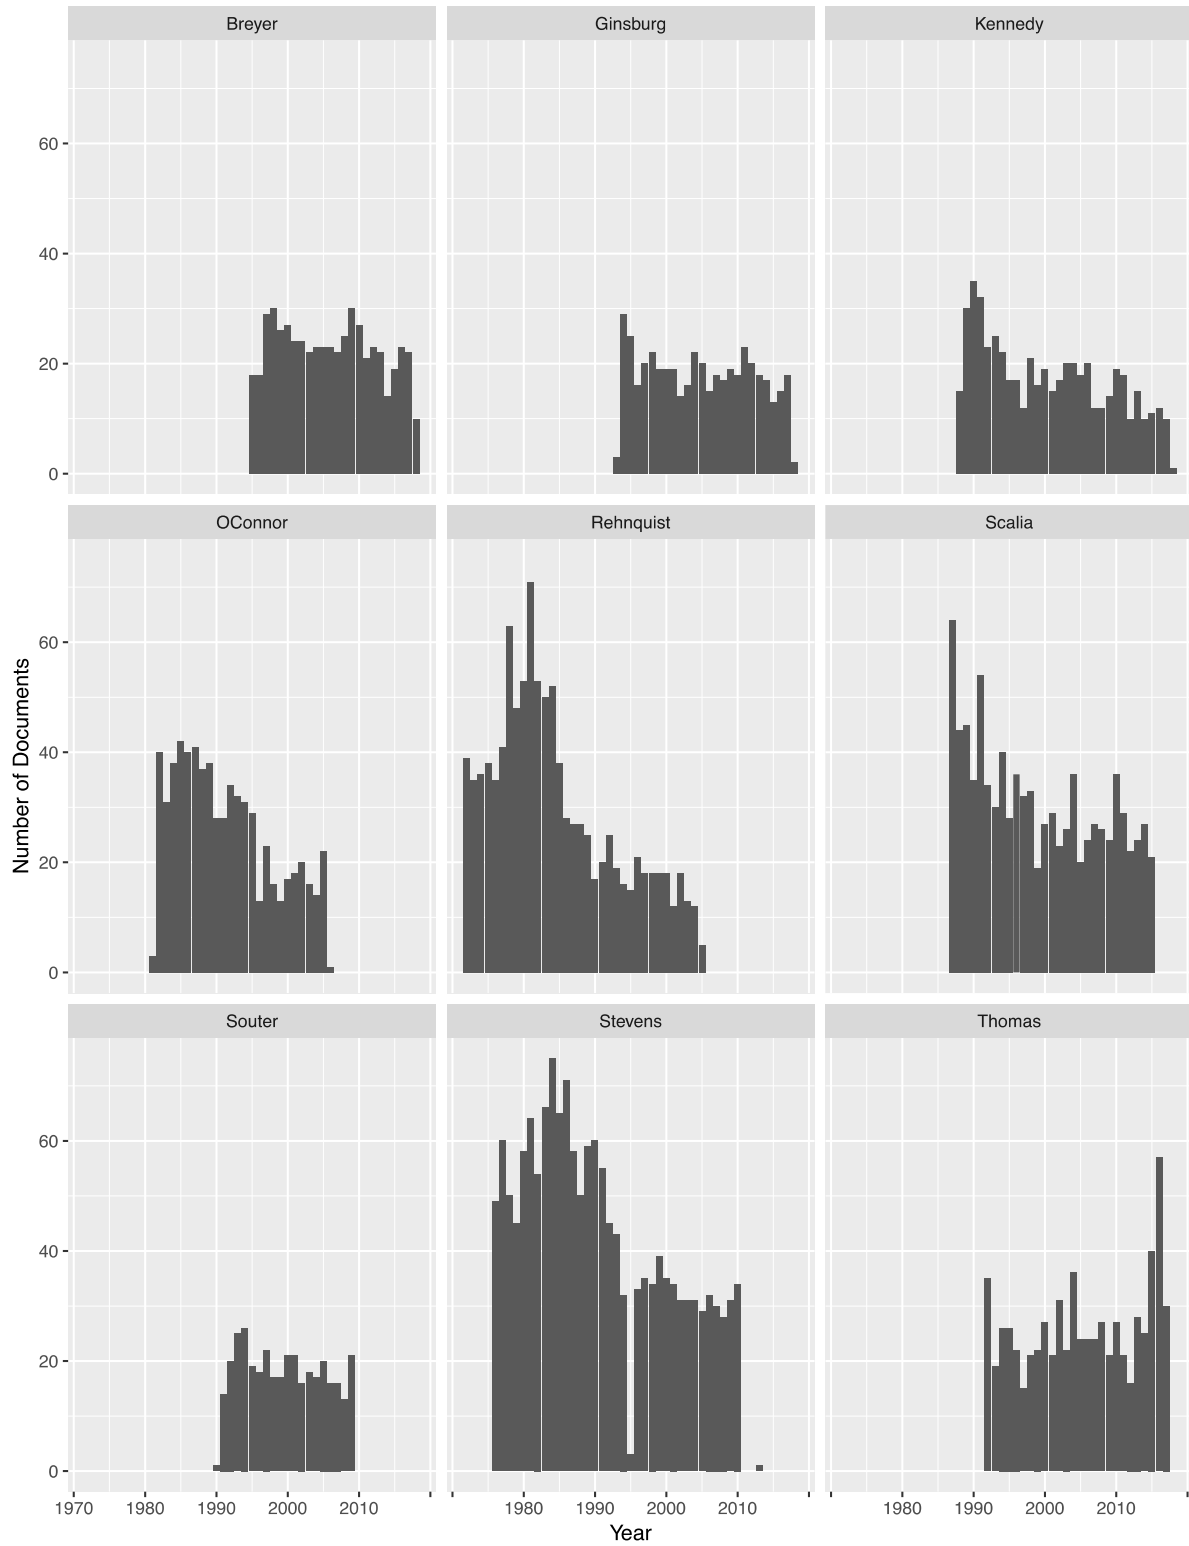 Breyer Ginsburg Kennedy
60
40
20
0
OConnor Rehnquist Scalia
60
40
20
0
Number of Documents
Souter Stevens Thomas
60
40
20
0
1970 1980 1990 2000 2010 1980 1990 2000 2010 1980 1990 2000 2010
Year